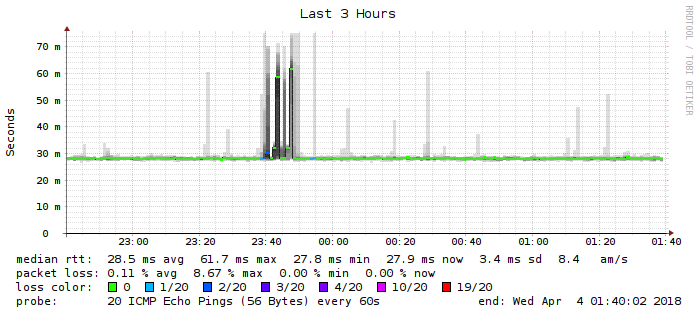 Last 3 Hours
RRDTOOL / TOBI OETIKER
Seconds
70 m
60 m
50 m
40 m
30 m
20 m
10 m
0
23:00 23:20 23:40 00:00 00:20 00:40 01:00 01:20 01:40
median rtt: 28.5 ms avg 61.7 ms max 27.8 ms min 27.9 ms now 3.4 ms sd 8.4 am/s
packet loss: 0.11 % avg 8.67 % max 0.00 % min 0.00 % now
loss color: 0 1/20 2/20 3/20 4/20 10/20 19/20
probe: 20 ICMP Echo Pings (56 Bytes) every 60s end: Wed Apr 4 01:40:02 2018